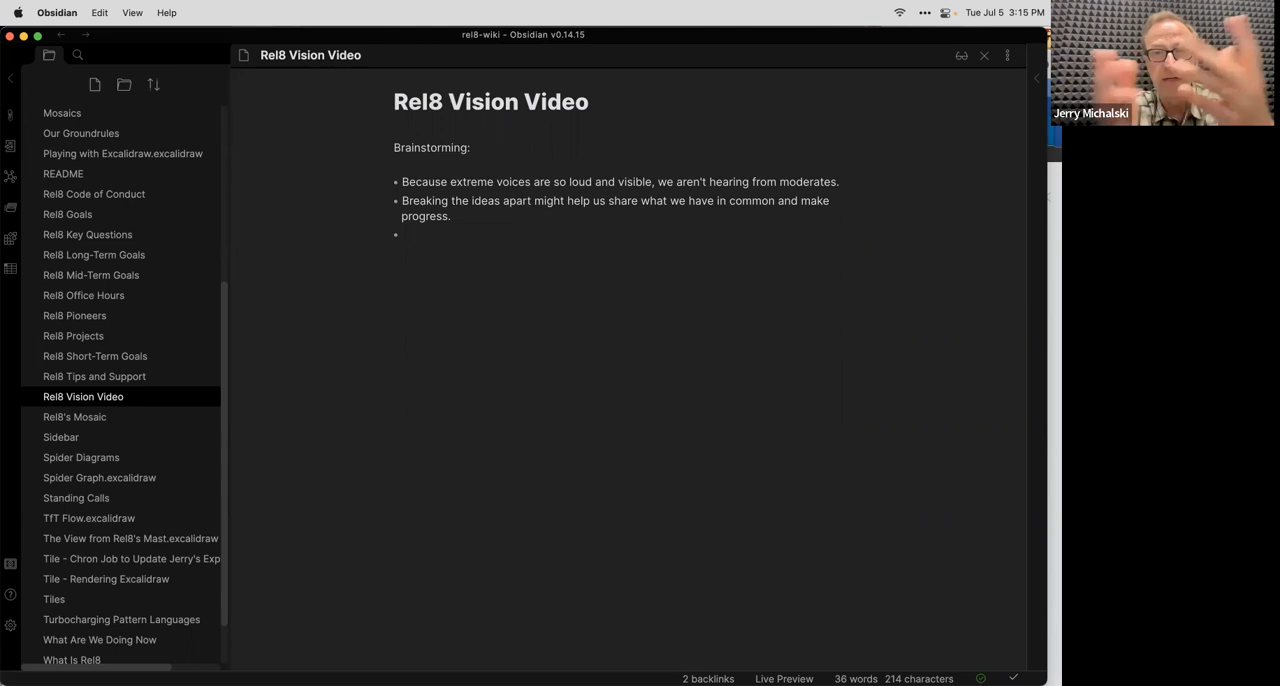 Obsidian Edit View Help
Tue Jul 5 3:15 PM
rel8-wiki - Obsidian v0.14.15
Rel8 Vision Video
Jerry Michalski
Mosaics
Our Groundrules
Playing with Excalidraw.excalidraw
README
Rel8 Code of Conduct
Rel8 Goals
Rel8 Key Questions
Rel8 Long-Term Goals
Rel8 Mid-Term Goals
Rel8 Office Hours
Rel8 Pioneers
Rel8 Projects
Rel8 Short-Term Goals
Rel8 Tips and Support
Rel8 Vision Video
Rel8's Mosaic
Sidebar
Spider Diagrams
Spider Graph.excalidraw
Standing Calls
TfT Flow.excalidraw
The View from Rel8's Mast.excalidraw
Tile - Chron Job to Update Jerry's Exp
Tile - Rendering Excalidraw
Tiles
Turbocharging Pattern Languages
What Are We Doing Now
What Is Rel8
Rel8 Vision Video
Brainstorming:
• Because extreme voices are so loud and visible, we aren't hearing from moderates.
• Breaking the ideas apart might help us share what we have in common and make
progress.
•
2 backlinks Live Preview 36 words 214 characters